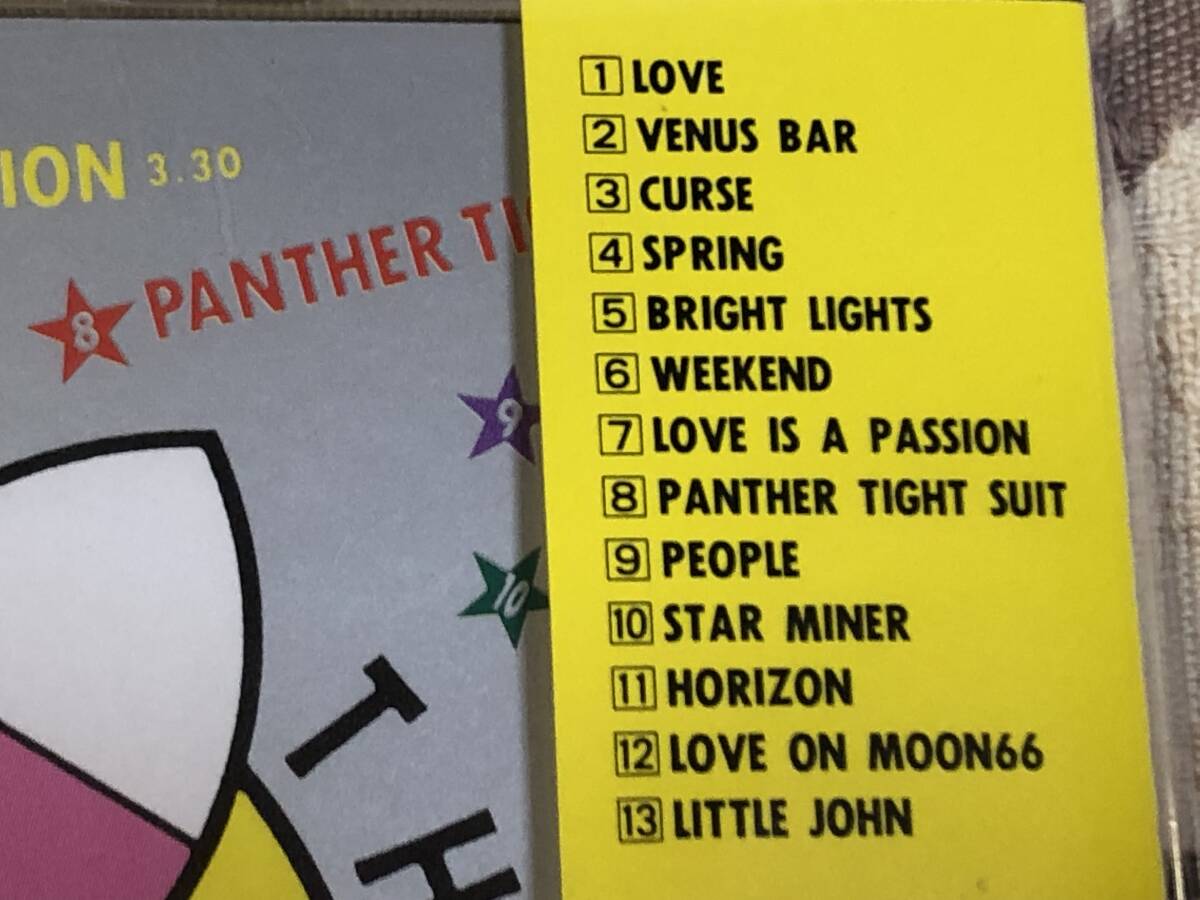 ION 3.30
8 PANTHER TI
9
10
T
H
1 LOVE
2 VENUS BAR
3 CURSE
4 SPRING
5 BRIGHT LIGHTS
6 WEEKEND
7 LOVE IS A PASSION
8 PANTHER TIGHT SUIT
9 PEOPLE
10 STAR MINER
11 HORIZON
12 LOVE ON MOON66
13 LITTLE JOHN